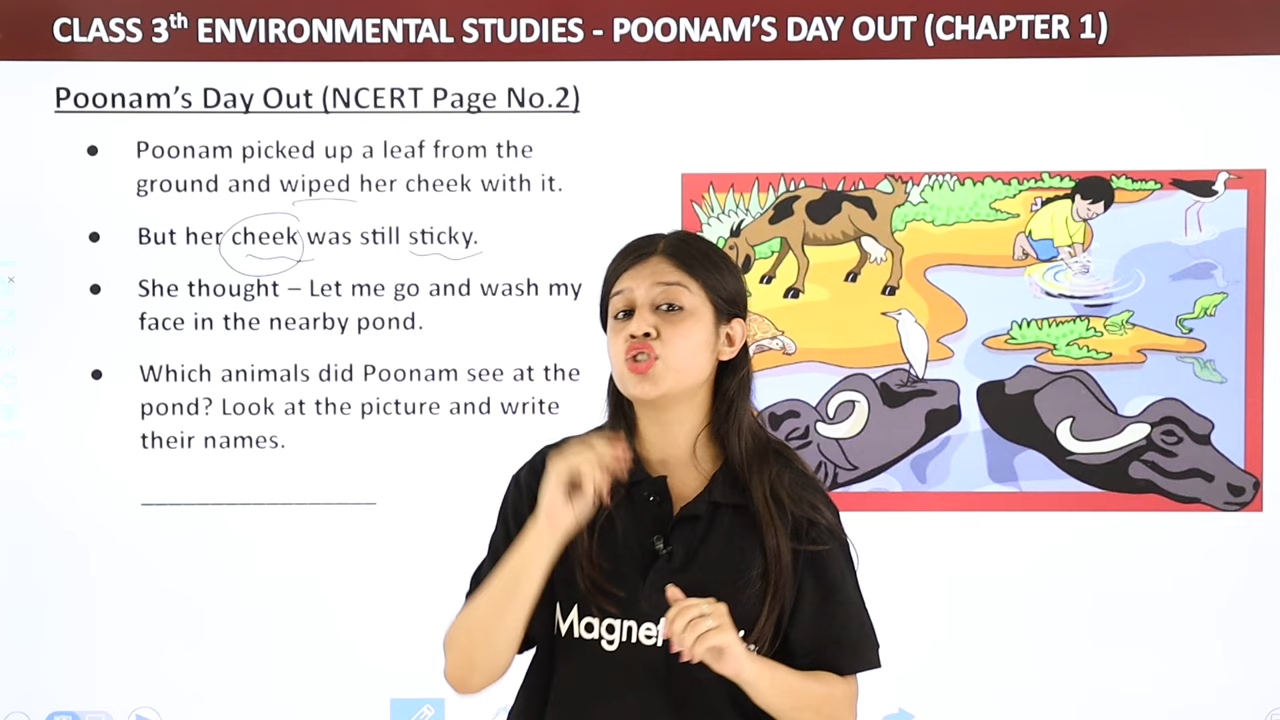 CLASS 3th ENVIRONMENTAL STUDIES - POONAM'S DAY OUT (CHAPTER 1)
Poonam's Day Out (NCERT Page No.2)
• Poonam picked up a leaf from the
ground and wiped her cheek with it.
• But her cheek was still sticky.
• She thought – Let me go and wash my
face in the nearby pond.
• Which animals did Poonam see at the
pond? Look at the picture and write
their names.